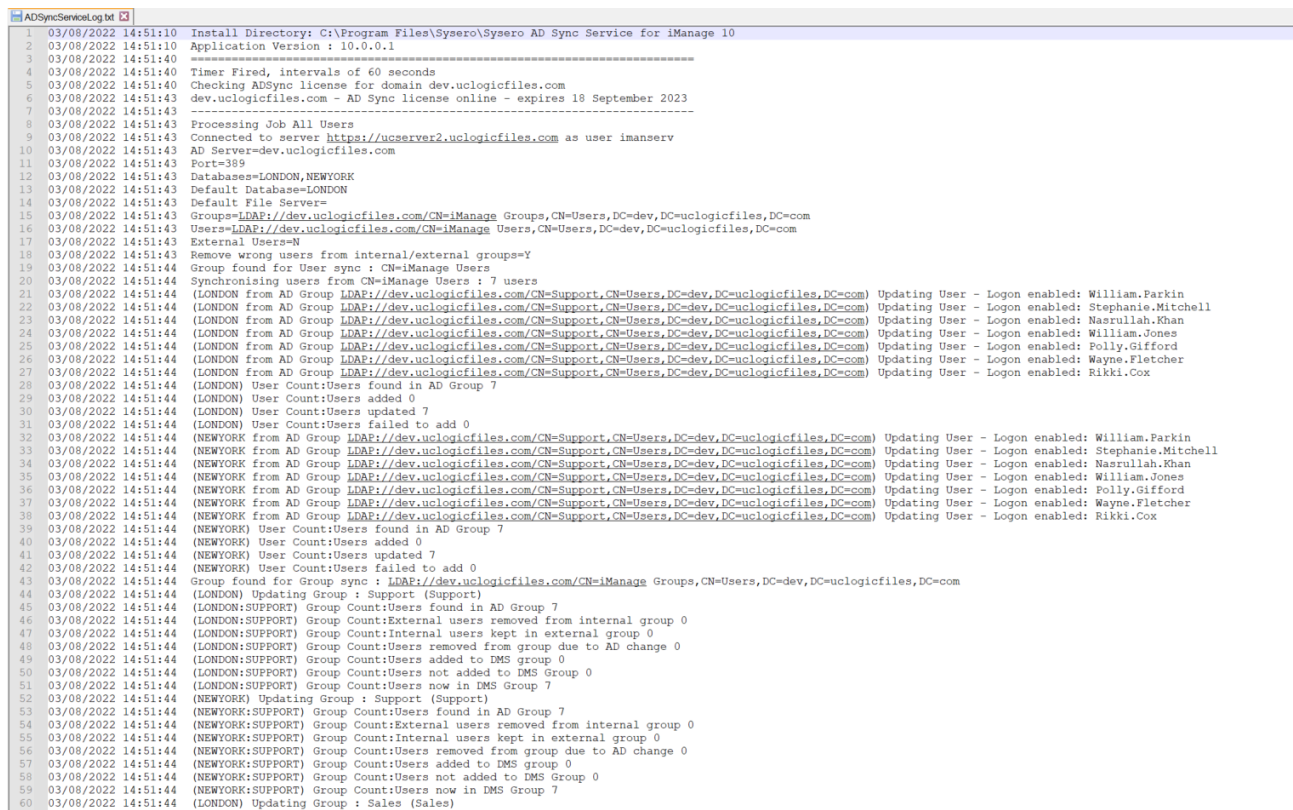 ADSyncServiceLog.txt
1 03/08/2022 14:51:10 Install Directory: C:\Program Files\Sysero\Sysero AD Sync Service for iManage 10
2 03/08/2022 14:51:10 Application Version : 10.0.0.1
3 03/08/2022 14:51:40 ==========================================================================
4 03/08/2022 14:51:40 Timer Fired, intervals of 60 seconds
5 03/08/2022 14:51:40 Checking ADSync license for domain dev.uclogicfiles.com
6 03/08/2022 14:51:43 dev.uclogicfiles.com - AD Sync license online - expires 18 September 2023
7 03/08/2022 14:51:43 --------------------------------------------------------------------------
8 03/08/2022 14:51:43 Processing Job All Users
9 03/08/2022 14:51:43 Connected to server https://ucserver2.uclogicfiles.com as user imanserv
10 03/08/2022 14:51:43 AD Server=dev.uclogicfiles.com
11 03/08/2022 14:51:43 Port=389
12 03/08/2022 14:51:43 Databases=LONDON,NEWYORK
13 03/08/2022 14:51:43 Default Database=LONDON
14 03/08/2022 14:51:43 Default File Server=
15 03/08/2022 14:51:43 Groups=LDAP://dev.uclogicfiles.com/CN=iManage Groups,CN=Users,DC=dev,DC=uclogicfiles,DC=com
16 03/08/2022 14:51:43 Users=LDAP://dev.uclogicfiles.com/CN=iManage Users,CN=Users,DC=dev,DC=uclogicfiles,DC=com
17 03/08/2022 14:51:43 External Users=N
18 03/08/2022 14:51:43 Remove wrong users from internal/external groups=Y
19 03/08/2022 14:51:44 Group found for User sync : CN=iManage Users
20 03/08/2022 14:51:44 Synchronising users from CN=iManage Users : 7 users
21 03/08/2022 14:51:44 (LONDON from AD Group LDAP://dev.uclogicfiles.com/CN=Support,CN=Users,DC=dev,DC=uclogicfiles,DC=com) Updating User - Logon enabled: William.Parkin
22 03/08/2022 14:51:44 (LONDON from AD Group LDAP://dev.uclogicfiles.com/CN=Support,CN=Users,DC=dev,DC=uclogicfiles,DC=com) Updating User - Logon enabled: Stephanie.Mitchell
23 03/08/2022 14:51:44 (LONDON from AD Group LDAP://dev.uclogicfiles.com/CN=Support,CN=Users,DC=dev,DC=uclogicfiles,DC=com) Updating User - Logon enabled: Nasrullah.Khan
24 03/08/2022 14:51:44 (LONDON from AD Group LDAP://dev.uclogicfiles.com/CN=Support,CN=Users,DC=dev,DC=uclogicfiles,DC=com) Updating User - Logon enabled: William.Jones
25 03/08/2022 14:51:44 (LONDON from AD Group LDAP://dev.uclogicfiles.com/CN=Support,CN=Users,DC=dev,DC=uclogicfiles,DC=com) Updating User - Logon enabled: Polly.Gifford
26 03/08/2022 14:51:44 (LONDON from AD Group LDAP://dev.uclogicfiles.com/CN=Support,CN=Users,DC=dev,DC=uclogicfiles,DC=com) Updating User - Logon enabled: Wayne.Fletcher
27 03/08/2022 14:51:44 (LONDON from AD Group LDAP://dev.uclogicfiles.com/CN=Support,CN=Users,DC=dev,DC=uclogicfiles,DC=com) Updating User - Logon enabled: Rikki.Cox
28 03/08/2022 14:51:44 (LONDON) User Count:Users found in AD Group 7
29 03/08/2022 14:51:44 (LONDON) User Count:Users added 0
30 03/08/2022 14:51:44 (LONDON) User Count:Users updated 7
31 03/08/2022 14:51:44 (LONDON) User Count:Users failed to add 0
32 03/08/2022 14:51:44 (NEWYORK from AD Group LDAP://dev.uclogicfiles.com/CN=Support,CN=Users,DC=dev,DC=uclogicfiles,DC=com) Updating User - Logon enabled: William.Parkin
33 03/08/2022 14:51:44 (NEWYORK from AD Group LDAP://dev.uclogicfiles.com/CN=Support,CN=Users,DC=dev,DC=uclogicfiles,DC=com) Updating User - Logon enabled: Stephanie.Mitchell
34 03/08/2022 14:51:44 (NEWYORK from AD Group LDAP://dev.uclogicfiles.com/CN=Support,CN=Users,DC=dev,DC=uclogicfiles,DC=com) Updating User - Logon enabled: Nasrullah.Khan
35 03/08/2022 14:51:44 (NEWYORK from AD Group LDAP://dev.uclogicfiles.com/CN=Support,CN=Users,DC=dev,DC=uclogicfiles,DC=com) Updating User - Logon enabled: William.Jones
36 03/08/2022 14:51:44 (NEWYORK from AD Group LDAP://dev.uclogicfiles.com/CN=Support,CN=Users,DC=dev,DC=uclogicfiles,DC=com) Updating User - Logon enabled: Polly.Gifford
37 03/08/2022 14:51:44 (NEWYORK from AD Group LDAP://dev.uclogicfiles.com/CN=Support,CN=Users,DC=dev,DC=uclogicfiles,DC=com) Updating User - Logon enabled: Wayne.Fletcher
38 03/08/2022 14:51:44 (NEWYORK from AD Group LDAP://dev.uclogicfiles.com/CN=Support,CN=Users,DC=dev,DC=uclogicfiles,DC=com) Updating User - Logon enabled: Rikki.Cox
39 03/08/2022 14:51:44 (NEWYORK) User Count:Users found in AD Group 7
40 03/08/2022 14:51:44 (NEWYORK) User Count:Users added 0
41 03/08/2022 14:51:44 (NEWYORK) User Count:Users updated 7
42 03/08/2022 14:51:44 (NEWYORK) User Count:Users failed to add 0
43 03/08/2022 14:51:44 Group found for Group sync : LDAP://dev.uclogicfiles.com/CN=iManage Groups,CN=Users,DC=dev,DC=uclogicfiles,DC=com
44 03/08/2022 14:51:44 (LONDON) Updating Group : Support (Support)
45 03/08/2022 14:51:44 (LONDON:SUPPORT) Group Count:Users found in AD Group 7
46 03/08/2022 14:51:44 (LONDON:SUPPORT) Group Count:External users removed from internal group 0
47 03/08/2022 14:51:44 (LONDON:SUPPORT) Group Count:Internal users kept in external group 0
48 03/08/2022 14:51:44 (LONDON:SUPPORT) Group Count:Users removed from group due to AD change 0
49 03/08/2022 14:51:44 (LONDON:SUPPORT) Group Count:Users added to DMS group 0
50 03/08/2022 14:51:44 (LONDON:SUPPORT) Group Count:Users not added to DMS Group 0
51 03/08/2022 14:51:44 (LONDON:SUPPORT) Group Count:Users now in DMS Group 7
52 03/08/2022 14:51:44 (NEWYORK) Updating Group : Support (Support)
53 03/08/2022 14:51:44 (NEWYORK:SUPPORT) Group Count:Users found in AD Group 7
54 03/08/2022 14:51:44 (NEWYORK:SUPPORT) Group Count:External users removed from internal group 0
55 03/08/2022 14:51:44 (NEWYORK:SUPPORT) Group Count:Internal users kept in external group 0
56 03/08/2022 14:51:44 (NEWYORK:SUPPORT) Group Count:Users removed from group due to AD change 0
57 03/08/2022 14:51:44 (NEWYORK:SUPPORT) Group Count:Users added to DMS group 0
58 03/08/2022 14:51:44 (NEWYORK:SUPPORT) Group Count:Users not added to DMS Group 0
59 03/08/2022 14:51:44 (NEWYORK:SUPPORT) Group Count:Users now in DMS Group 7
60 03/08/2022 14:51:44 (LONDON) Updating Group : Sales (Sales)